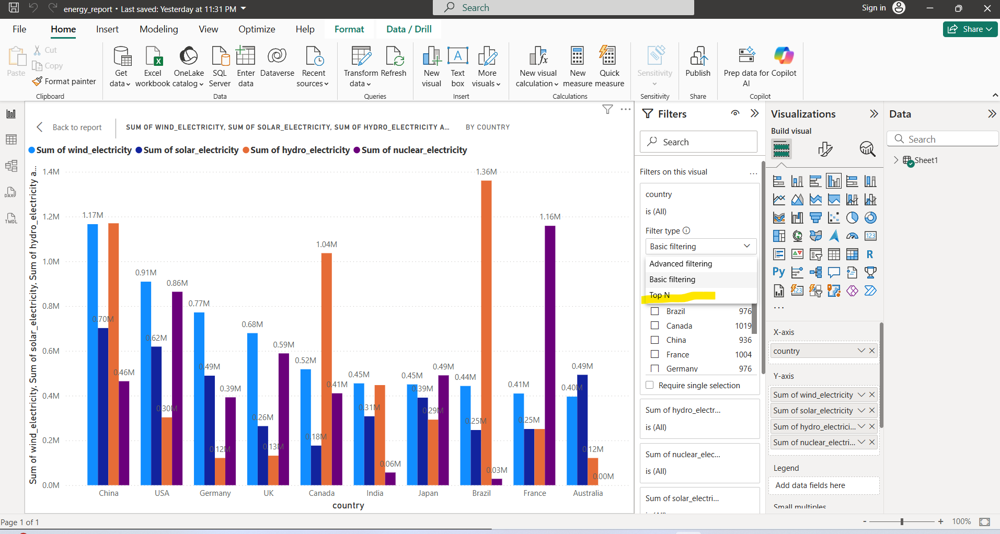 energy_report • Last saved: Yesterday at 11:31 PM
Search
Sign in
File Home Insert Modeling View Optimize Help Format Data / Drill
Share
Paste
Cut
Copy
Format painter
Clipboard
Get data
Excel workbook
OneLake catalog
SQL Server
Enter data
Dataverse
Recent sources
Data
Transform data
Refresh
Queries
New visual
Text box
More visuals
Insert
New visual calculation
New measure
Quick measure
Calculations
Sensitivity
Sensitivity
Publish
Share
Prep data for AI
Copilot
Copilot
DAX
TMDL
Back to report
SUM OF WIND_ELECTRICITY, SUM OF SOLAR_ELECTRICITY, SUM OF HYDRO_ELECTRICITY A...
BY COUNTRY
Sum of wind_electricity Sum of solar_electricity Sum of hydro_electricity Sum of nuclear_electricity
Sum of wind_electricity, Sum of solar_electricity, Sum of hydro_electricity a...
1.4M
1.2M
1.0M
0.8M
0.6M
0.4M
0.2M
0.0M
1.17M
0.70M
0.46M
0.91M
0.62M
0.30M
0.86M
0.77M
0.49M
0.12M
0.39M
0.68M
0.26M
0.13M
0.59M
0.52M
0.18M
1.04M
0.41M
0.45M
0.31M
0.06M
0.45M
0.39M
0.29M
0.49M
0.44M
0.25M
1.36M
0.03M
0.41M
0.25M
1.16M
0.40M
0.49M
0.12M
0.00M
China USA Germany UK Canada India Japan Brazil France Australia
country
Filters
Search
Filters on this visual
...
country
is (All)
Filter type
Basic filtering
Advanced filtering
Basic filtering
Top N
Brazil 976
Canada 1019
China 936
France 1004
Germany 976
Require single selection
Sum of hydro_electr...
is (All)
Sum of nuclear_elec...
is (All)
Sum of solar_electri...
is (All)
Visualizations
Build visual
123
R
Py
123
...
X-axis
country
Y-axis
Sum of wind_electricity
Sum of solar_electricity
Sum of hydro_electrici...
Sum of nuclear_electri...
Legend
Add data fields here
Small multiples
Data
Search
Sheet1
Page 1 of 1
- + 100%